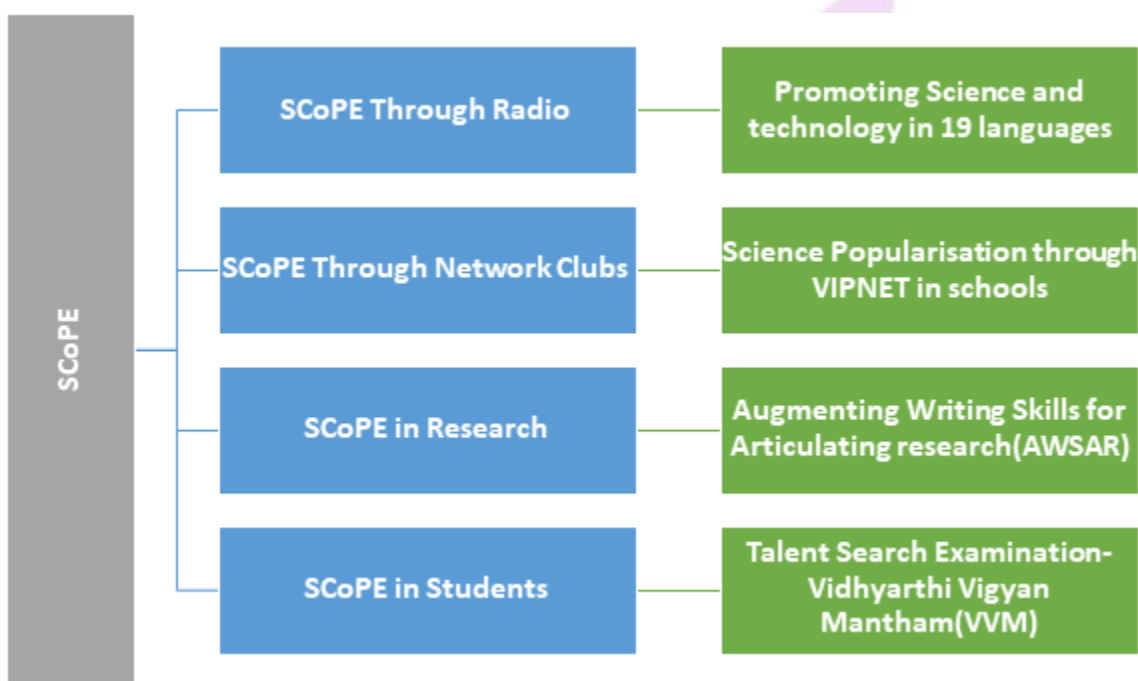 SCoPE
SCoPE Through Radio
Promoting Science and
technology in 19 languages
SCoPE Through Network Clubs
Science Popularisation through
VIPNET in schools
SCoPE in Research
Augmenting Writing Skills for
Articulating research(AWSAR)
SCoPE in Students
Talent Search Examination-
Vidhyarthi Vigyan
Mantham(VVM)